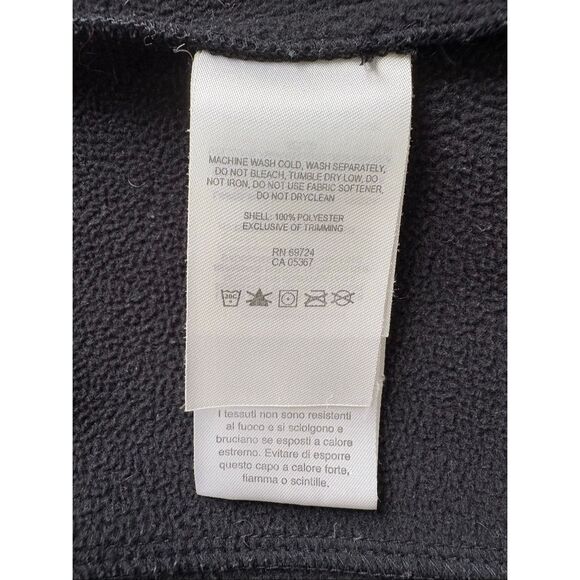 MACHINE WASH COLD, WASH SEPARATELY,
DO NOT BLEACH, TUMBLE DRY LOW, DO
NOT IRON, DO NOT USE FABRIC SOFTENER,
DO NOT DRYCLEAN
SHELL: 100% POLYESTER
EXCLUSIVE OF TRIMMING
RN 69724
CA 05367
30C
I tessuti non sono resistenti
al fuoco e si sciolgono e
bruciano se esposti a calore
estremo. Evitare di esporre
questo capo a calore forte,
fiamma o scintille.